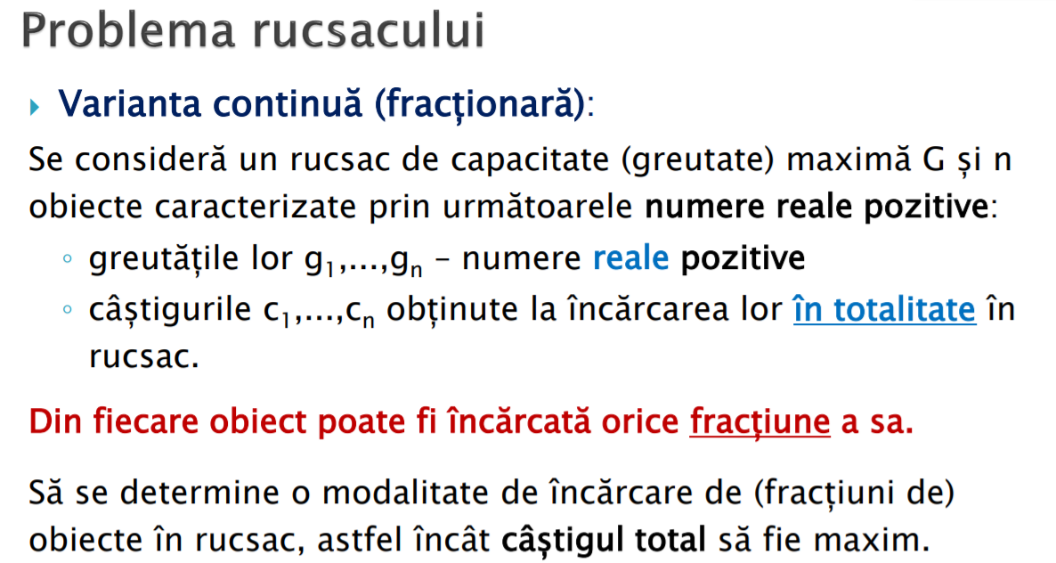 Problema rucsacului
Varianta continuă (fracționară):
Se consideră un rucsac de capacitate (greutate) maximă G și n
obiecte caracterizate prin următoarele numere reale pozitive:
◦ greutățile lor g₁,...,gₙ – numere reale pozitive
◦ câștigurile c₁,...,cₙ obținute la încărcarea lor în totalitate în
rucsac.
Din fiecare obiect poate fi încărcată orice fracțiune a sa.
Să se determine o modalitate de încărcare de (fracțiuni de)
obiecte în rucsac, astfel încât câștigul total să fie maxim.